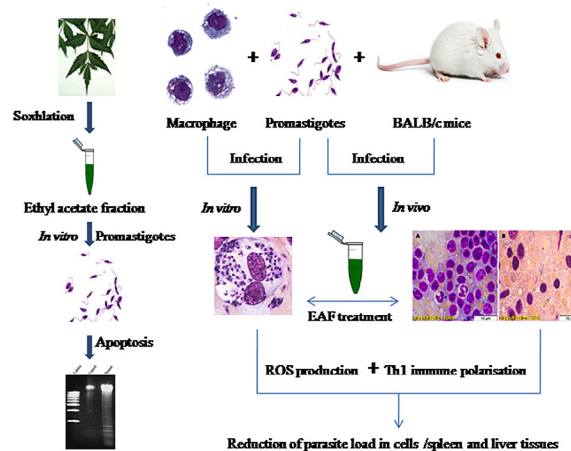 Soxhlation
Ethyl acetate fraction
In vitro
Promastigotes
Apoptosis
Macrophage
Promastigotes
BALB/c mice
Infection
Infection
In vitro
In vivo
A
B
EAF treatment
ROS production + Th1 immune polarisation
Reduction of parasite load in cells /spleen and liver tissues